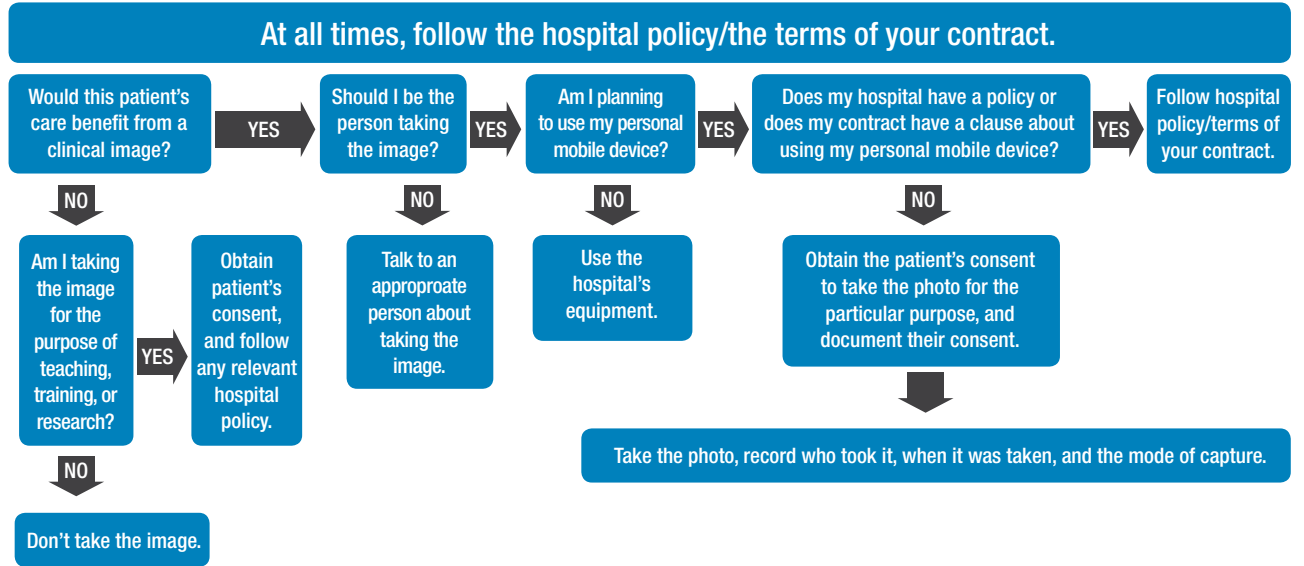 At all times, follow the hospital policy/the terms of your contract.
Would this patient's
care benefit from a
clinical image?
YES
Should I be the
person taking
the image?
YES
Am I planning
to use my personal
mobile device?
YES
Does my hospital have a policy or
does my contract have a clause about
using my personal mobile device?
YES
Follow hospital
policy/terms of
your contract.
NO
NO
NO
NO
Am I taking
the image
for the
purpose of
teaching,
training, or
research?
YES
Obtain
patient's
consent,
and follow
any relevant
hospital
policy.
Talk to an
approproate
person about
taking the
image.
Use the
hospital's
equipment.
Obtain the patient's consent
to take the photo for the
particular purpose, and
document their consent.
Take the photo, record who took it, when it was taken, and the mode of capture.
NO
Don't take the image.